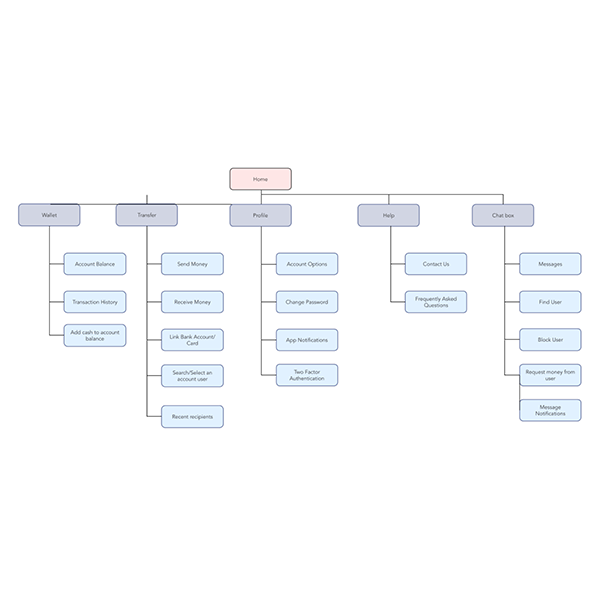 Home
Wallet
Transfer
Profile
Help
Chat box
Account Balance
Send Money
Account Options
Contact Us
Messages
Transaction History
Receive Money
Change Password
Frequently Asked
Questions
Find User
Add cash to account
balance
Link Bank Account/
Card
App Notifications
Block User
Search/Select an
account user
Two Factor
Authentication
Request money from
user
Recent recipients
Message
Notifications